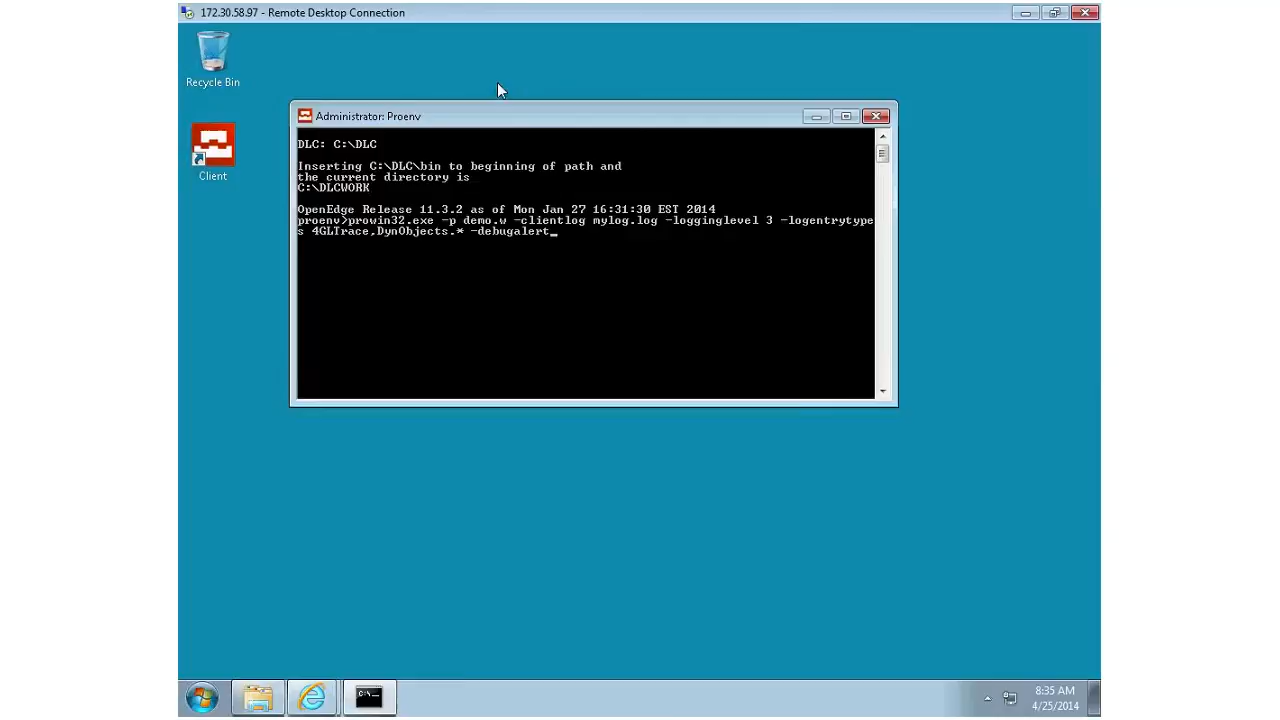 172.30.58.97 - Remote Desktop Connection
Recycle Bin
Client
Administrator: Proenv
DLC: C:\DLC
Inserting C:\DLC\bin to beginning of path and
the current directory is
C:\DLCWORK
OpenEdge Release 11.3.2 as of Mon Jan 27 16:31:30 EST 2014
proenv>prowin32.exe -p demo.w -clientlog mylog.log -logginglevel 3 -logentrytype
s 4GLTrace,DynObjects.* -debugalert_
C:\_
8:35 AM
4/25/2014